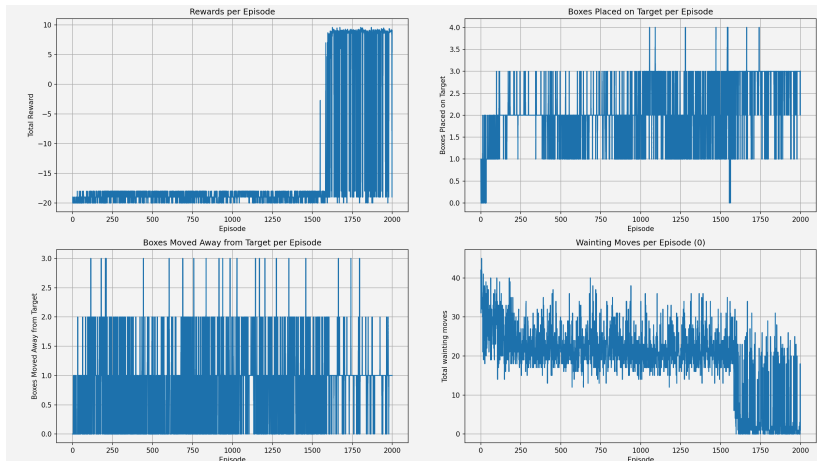 Rewards per Episode
10
5
0
−5
−10
−15
−20
Total Reward
0 250 500 750 1000 1250 1500 1750 2000
Episode
Boxes Placed on Target per Episode
4.0
3.5
3.0
2.5
2.0
1.5
1.0
0.5
0.0
Boxes Placed on Target
0 250 500 750 1000 1250 1500 1750 2000
Episode
Boxes Moved Away from Target per Episode
3.0
2.5
2.0
1.5
1.0
0.5
0.0
Boxes Moved Away from Target
0 250 500 750 1000 1250 1500 1750 2000
Episode
Wainting Moves per Episode (0)
40
30
20
10
0
Total wainting moves
0 250 500 750 1000 1250 1500 1750 2000
Episode